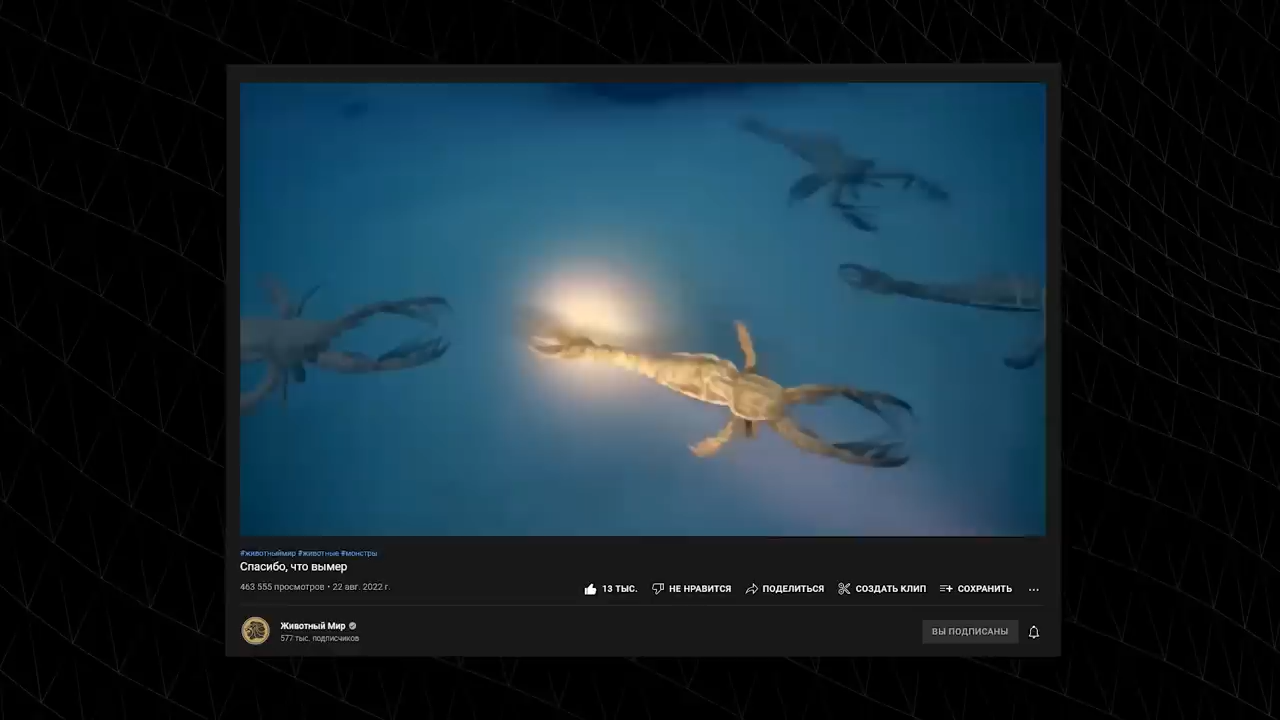 #животныймир #животные #монстры
Спасибо, что вымер
463 555 просмотров • 22 авг. 2022 г.
13 ТЫС. НЕ НРАВИТСЯ ПОДЕЛИТЬСЯ СОЗДАТЬ КЛИП СОХРАНИТЬ ...
Животный Мир
577 тыс. подписчиков
ВЫ ПОДПИСАНЫ